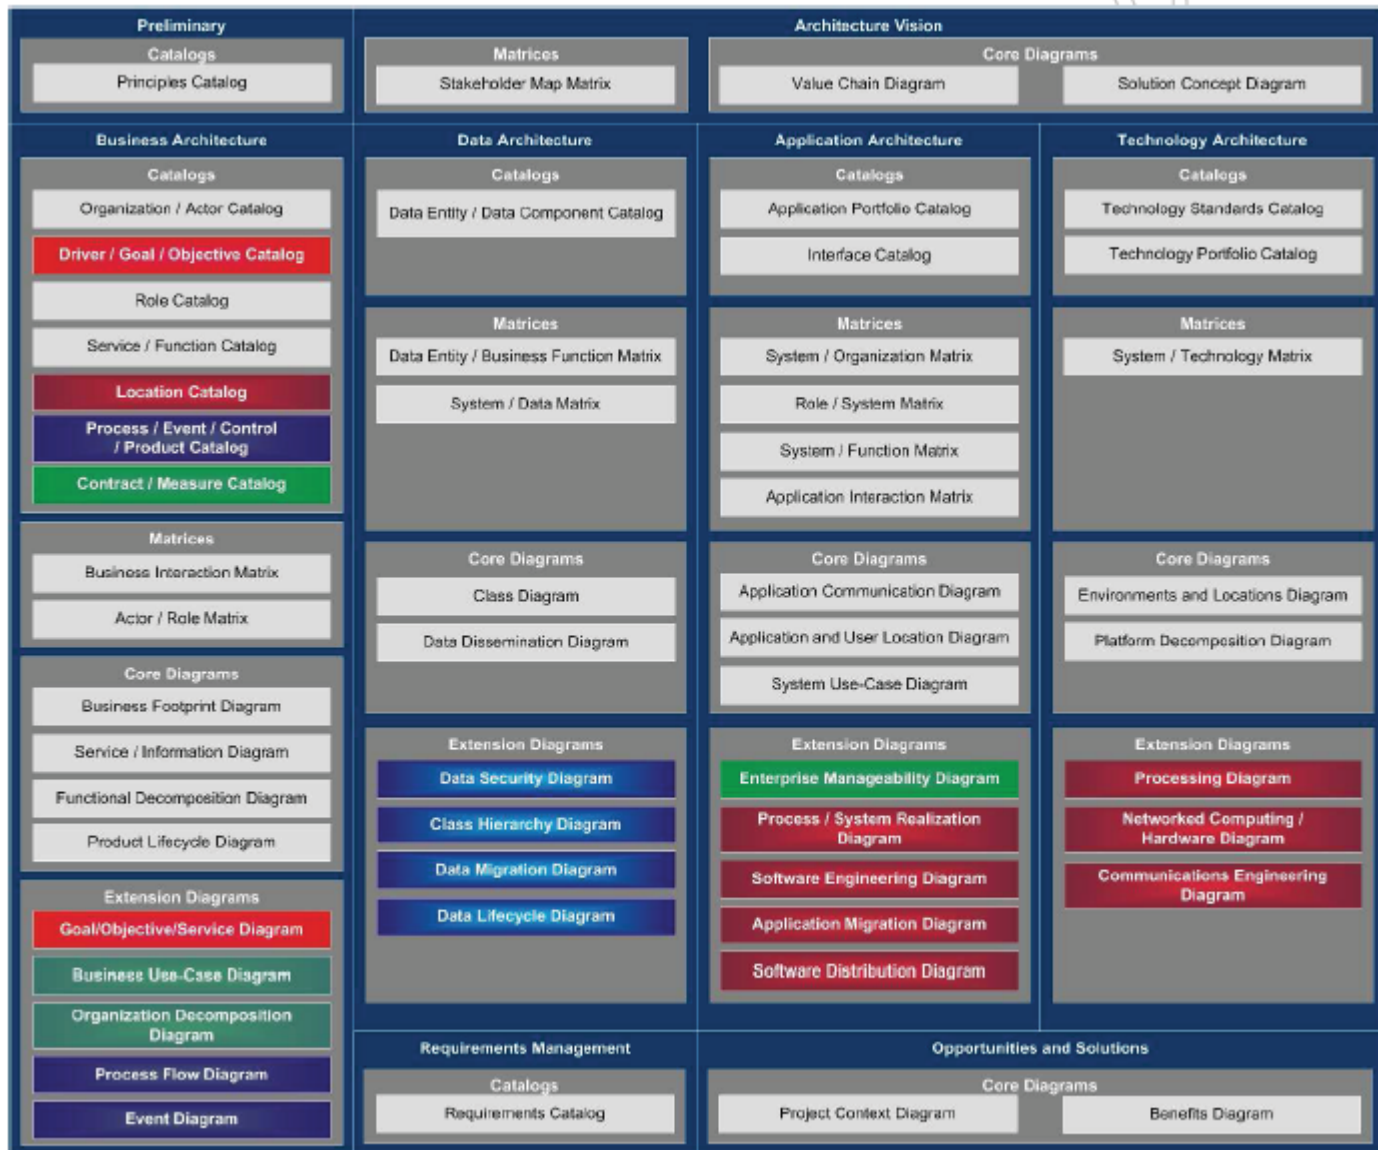 Preliminary
Catalogs
Principles Catalog
Architecture Vision
Matrices
Stakeholder Map Matrix
Core Diagrams
Value Chain Diagram
Solution Concept Diagram
Business Architecture
Catalogs
Organization / Actor Catalog
Driver / Goal / Objective Catalog
Role Catalog
Service / Function Catalog
Location Catalog
Process / Event / Control
/ Product Catalog
Contract / Measure Catalog
Matrices
Business Interaction Matrix
Actor / Role Matrix
Core Diagrams
Business Footprint Diagram
Service / Information Diagram
Functional Decomposition Diagram
Product Lifecycle Diagram
Extension Diagrams
Goal/Objective/Service Diagram
Business Use-Case Diagram
Organization Decomposition
Diagram
Process Flow Diagram
Event Diagram
Data Architecture
Catalogs
Data Entity / Data Component Catalog
Matrices
Data Entity / Business Function Matrix
System / Data Matrix
Core Diagrams
Class Diagram
Data Dissemination Diagram
Extension Diagrams
Data Security Diagram
Class Hierarchy Diagram
Data Migration Diagram
Data Lifecycle Diagram
Application Architecture
Catalogs
Application Portfolio Catalog
Interface Catalog
Matrices
System / Organization Matrix
Role / System Matrix
System / Function Matrix
Application Interaction Matrix
Core Diagrams
Application Communication Diagram
Application and User Location Diagram
System Use-Case Diagram
Extension Diagrams
Enterprise Manageability Diagram
Process / System Realization
Diagram
Software Engineering Diagram
Application Migration Diagram
Software Distribution Diagram
Technology Architecture
Catalogs
Technology Standards Catalog
Technology Portfolio Catalog
Matrices
System / Technology Matrix
Core Diagrams
Environments and Locations Diagram
Platform Decomposition Diagram
Extension Diagrams
Processing Diagram
Networked Computing /
Hardware Diagram
Communications Engineering
Diagram
Requirements Management
Catalogs
Requirements Catalog
Opportunities and Solutions
Core Diagrams
Project Context Diagram
Benefits Diagram